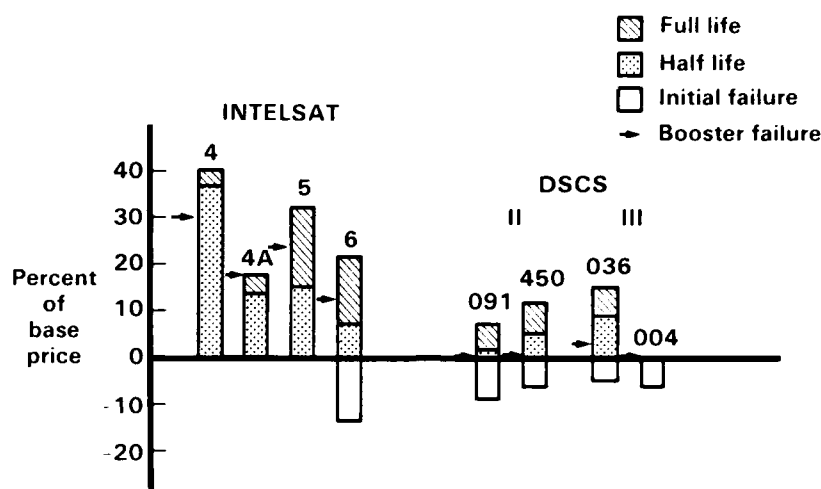 Full life
Half life
Initial failure
Booster failure
INTELSAT
DSCS
II III
4
4A
5
6
091
450
036
004
Percent
of
base
price
40
30
20
10
0
-10
-20